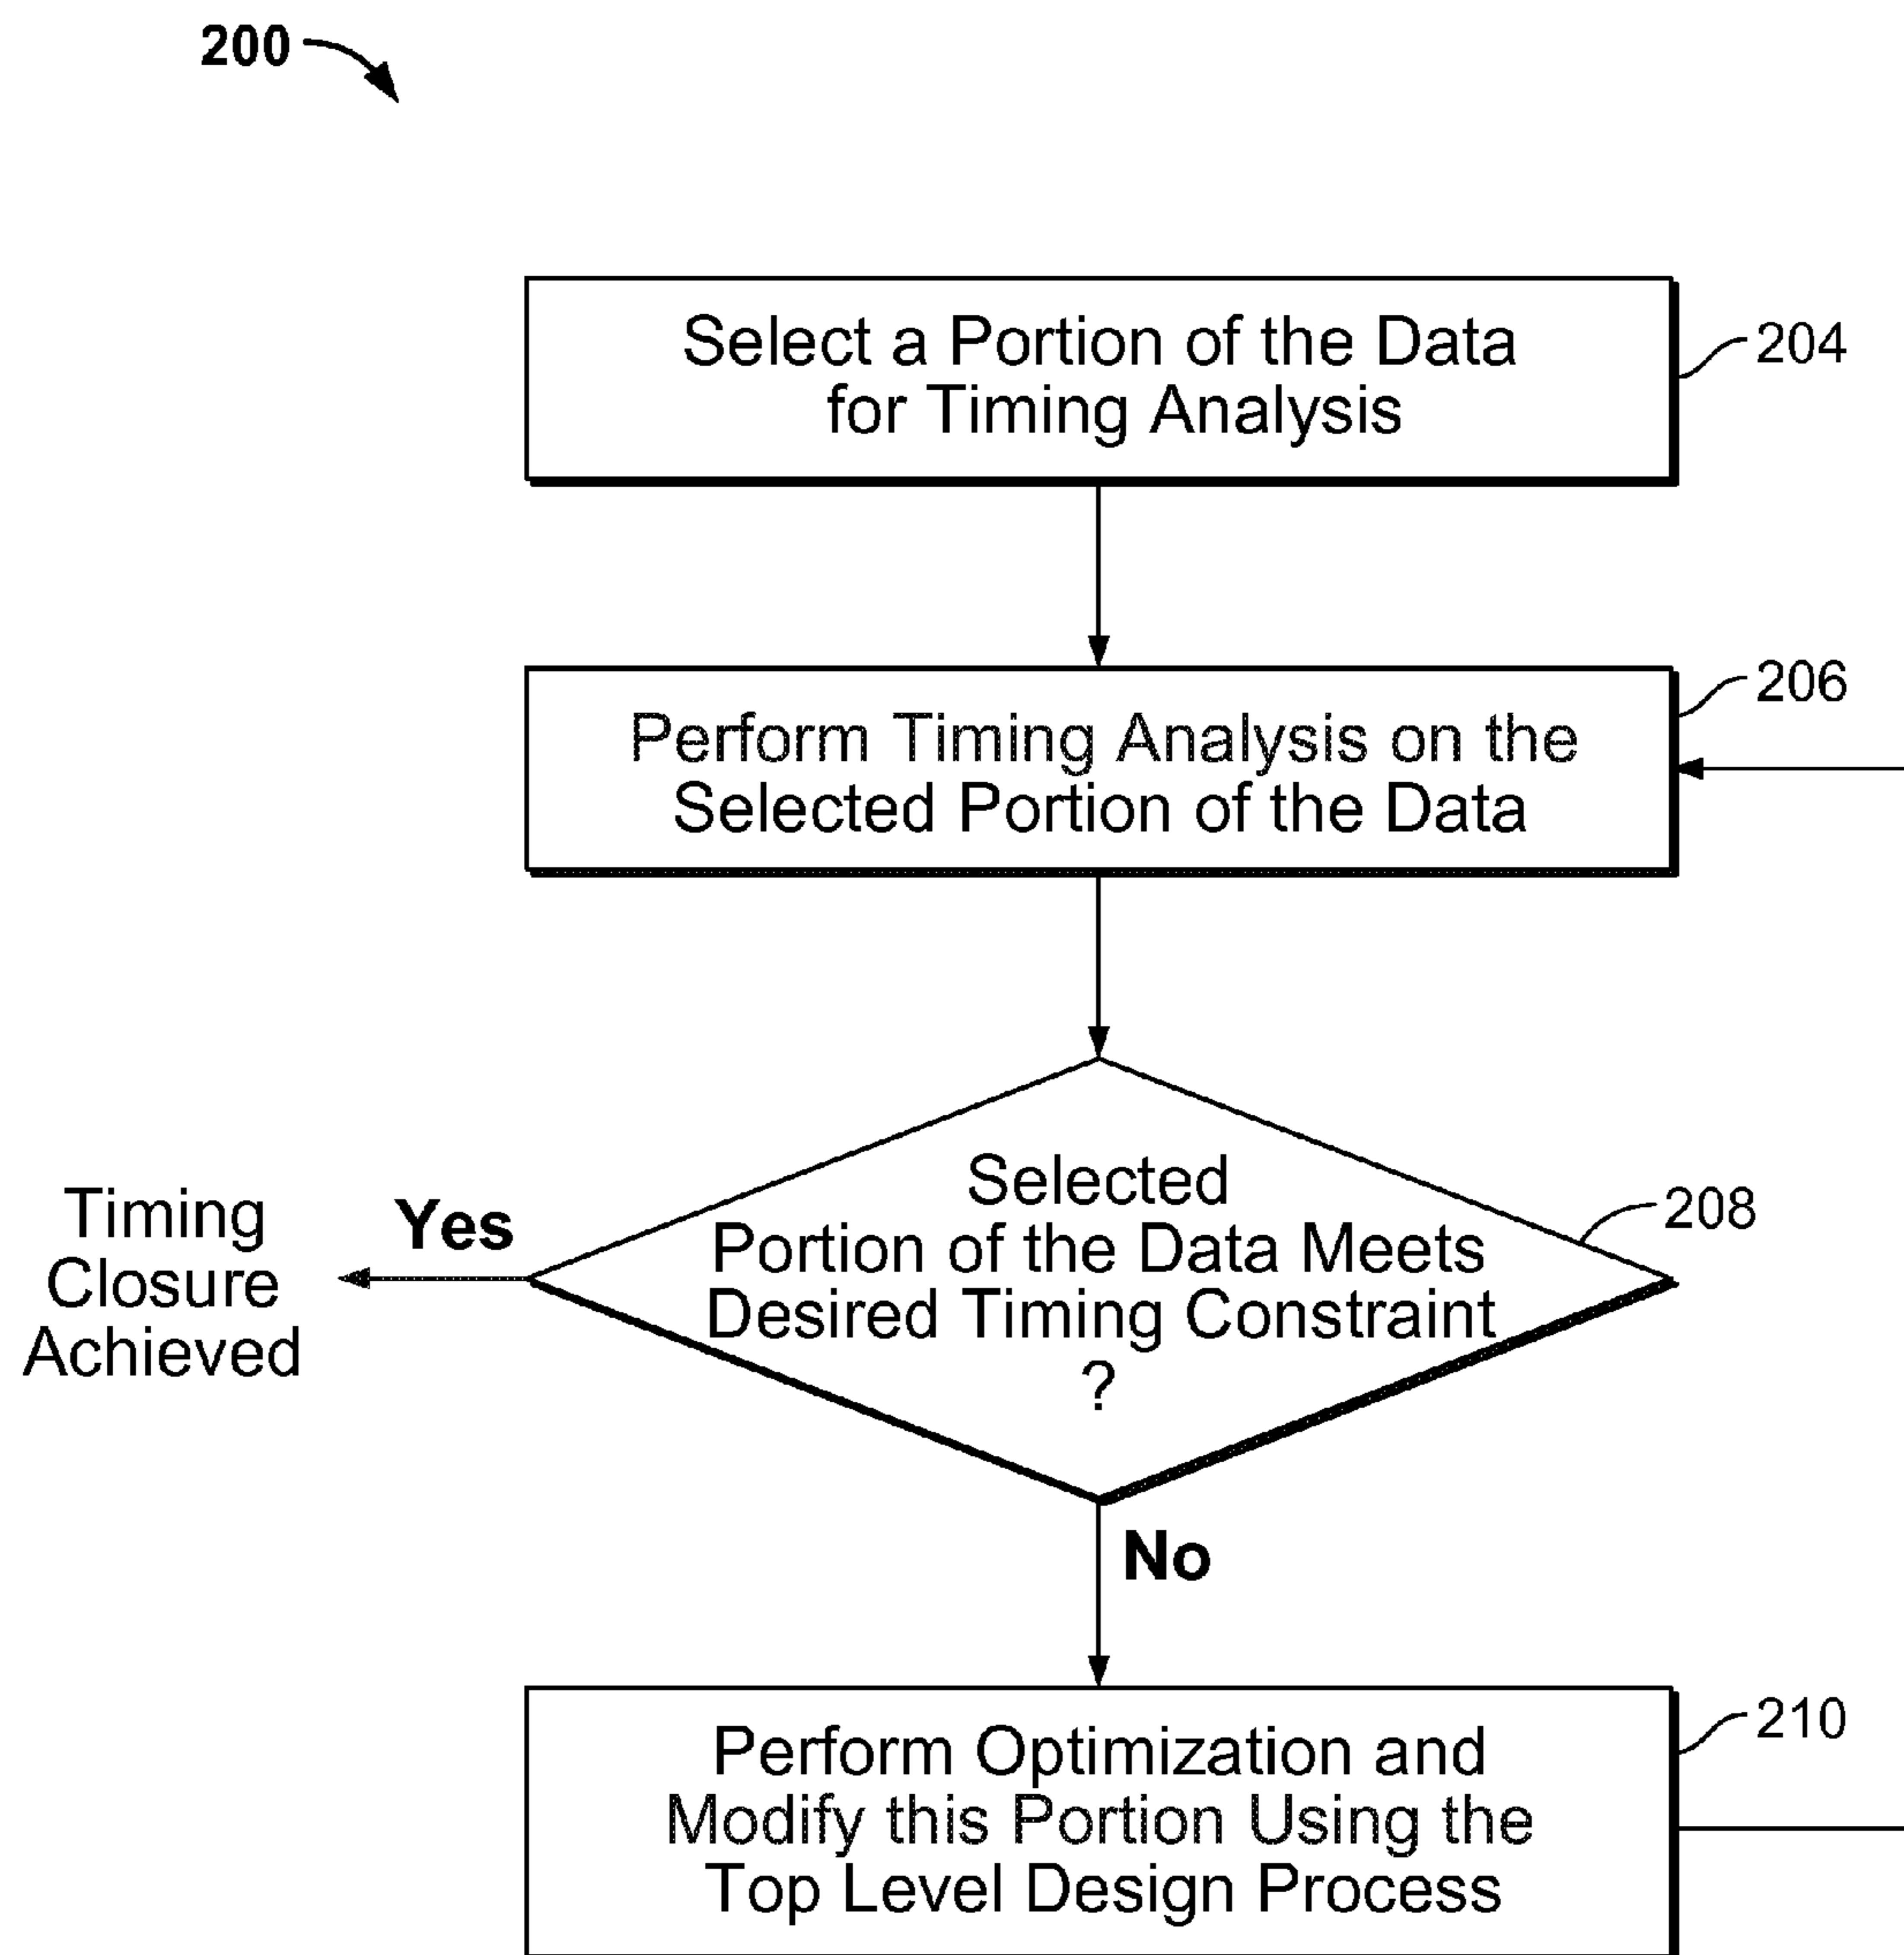 200
Select a Portion of the Data
for Timing Analysis
204
Perform Timing Analysis on the
Selected Portion of the Data
206
Selected
Portion of the Data Meets
Desired Timing Constraint
?
208
Yes
Timing
Closure
Achieved
No
Perform Optimization and
Modify this Portion Using the
Top Level Design Process
210